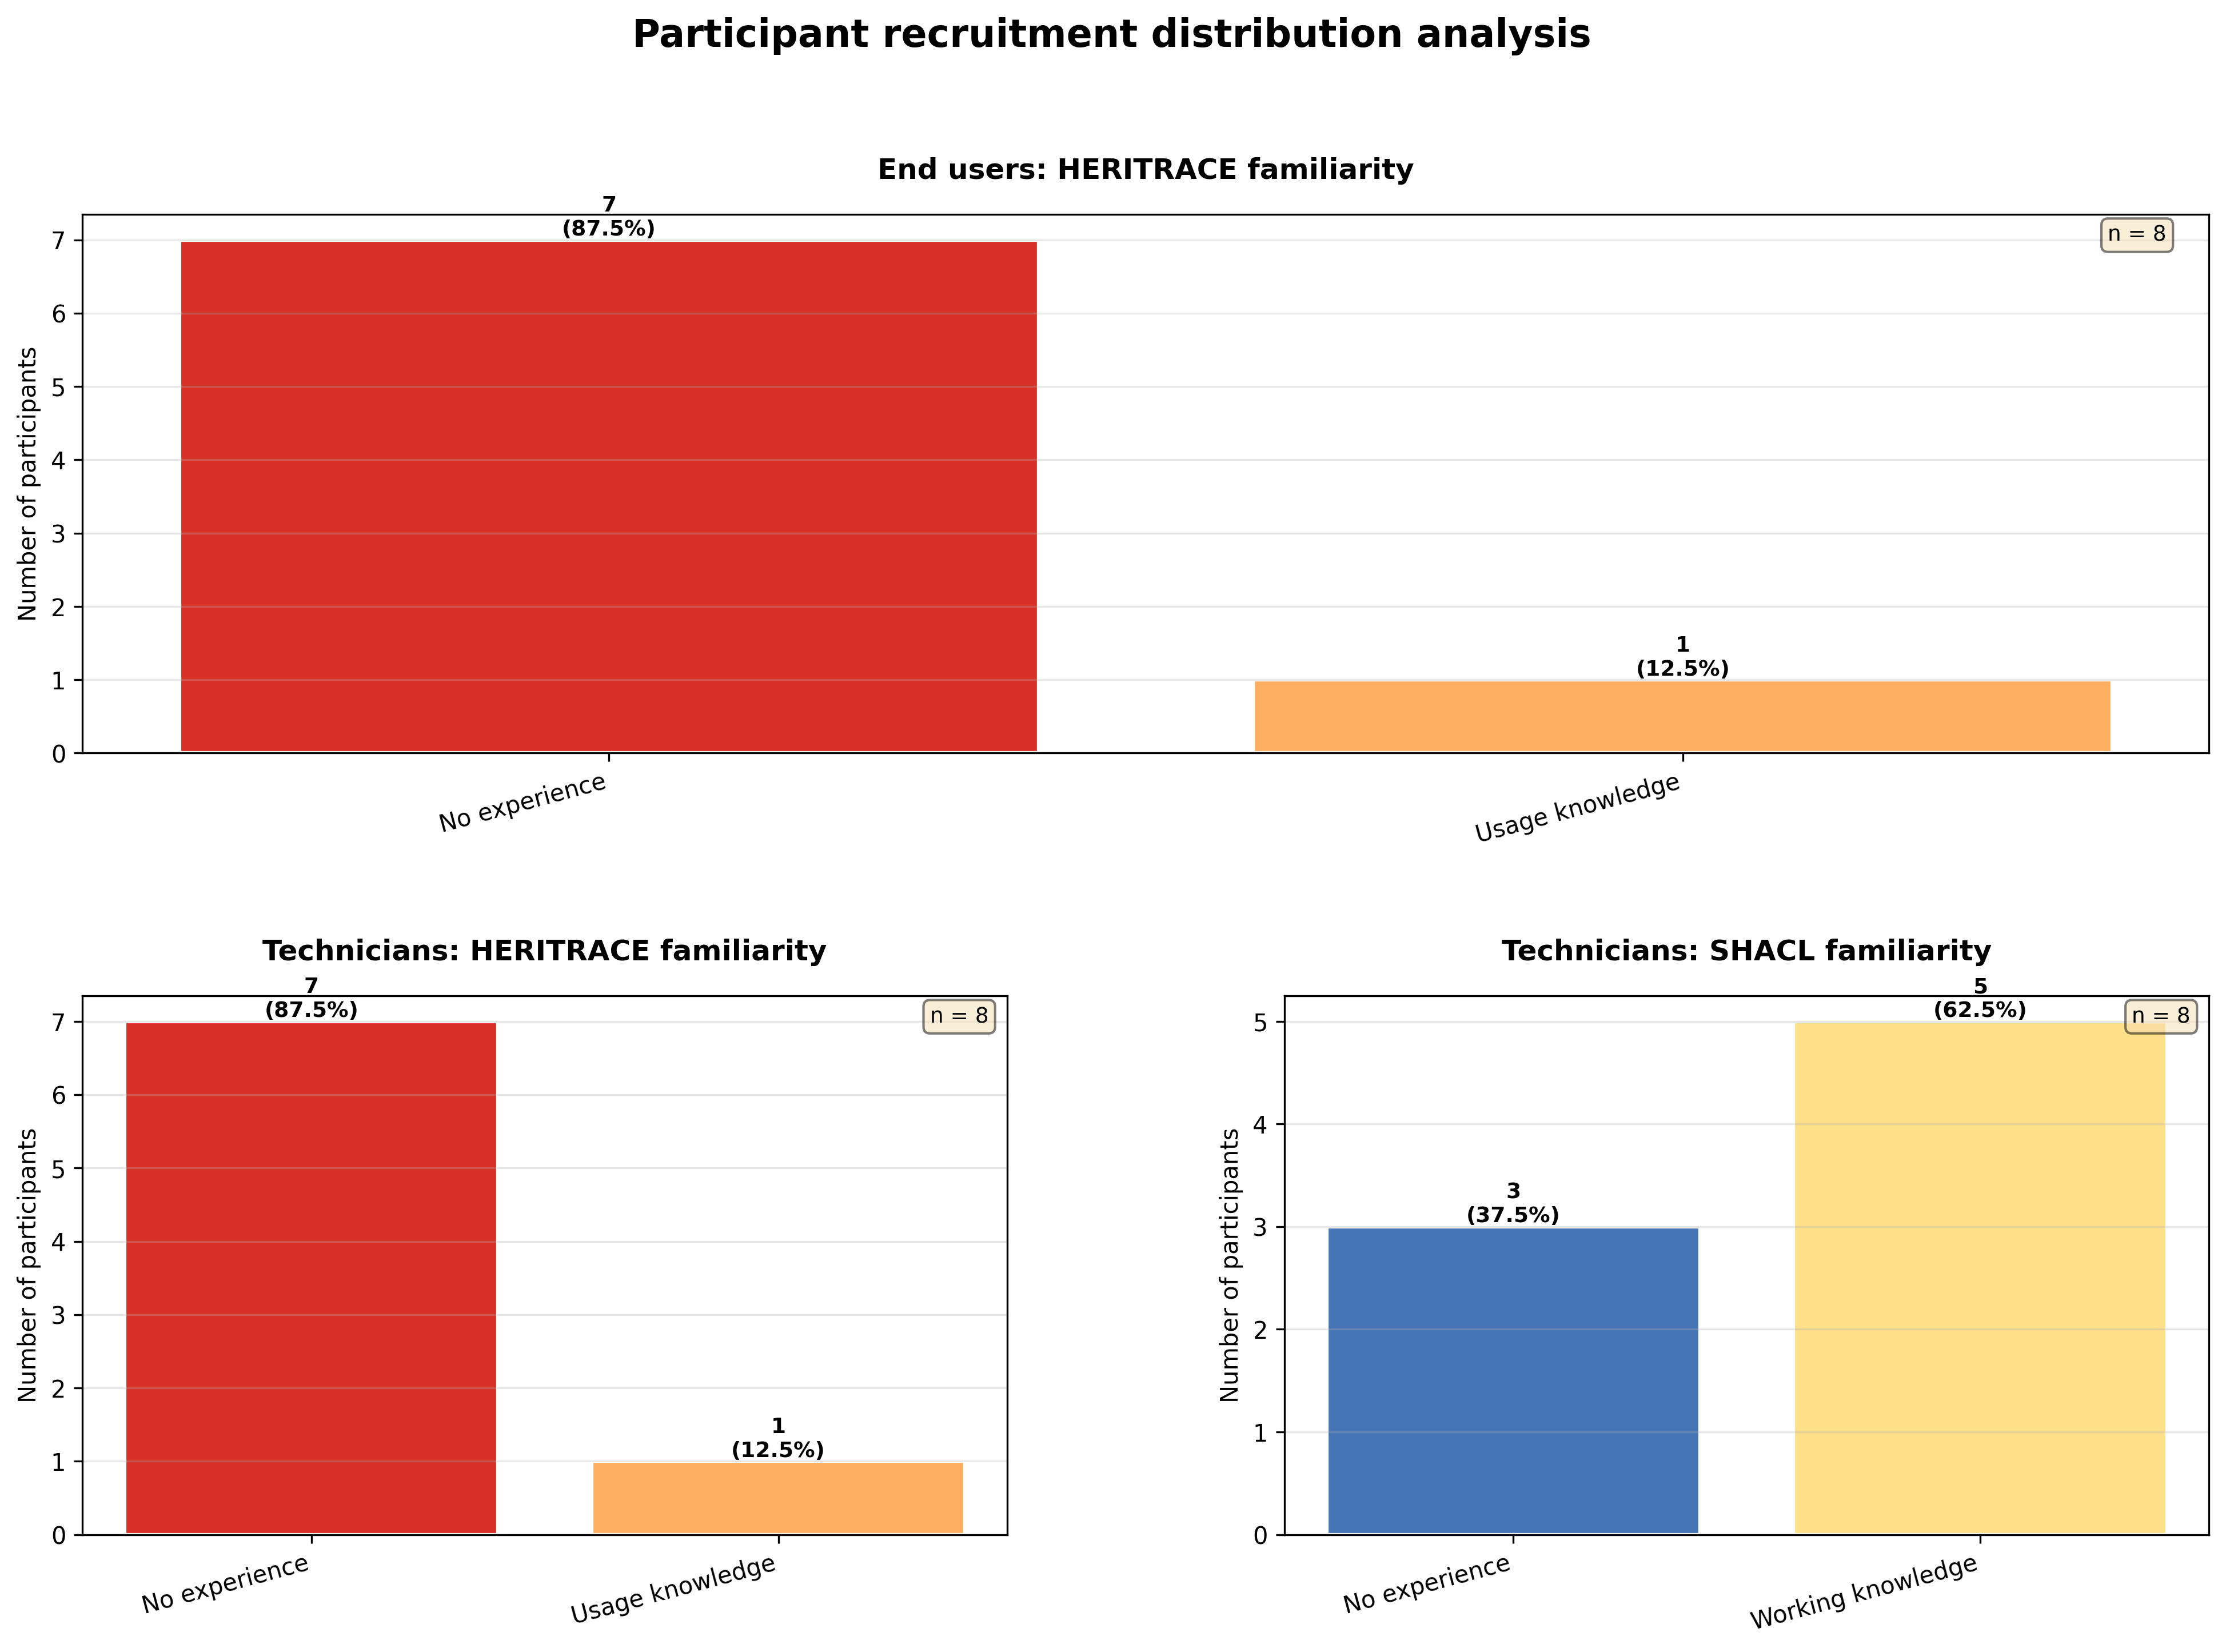 Participant recruitment distribution analysis
End users: HERITRACE familiarity
7
(87.5%)
n = 8
1
(12.5%)
Number of participants
7
6
5
4
3
2
1
0
No experience
Usage knowledge
Technicians: HERITRACE familiarity
7
(87.5%)
n = 8
1
(12.5%)
Number of participants
7
6
5
4
3
2
1
0
No experience
Usage knowledge
Technicians: SHACL familiarity
5
(62.5%)
n = 8
3
(37.5%)
Number of participants
5
4
3
2
1
0
No experience
Working knowledge